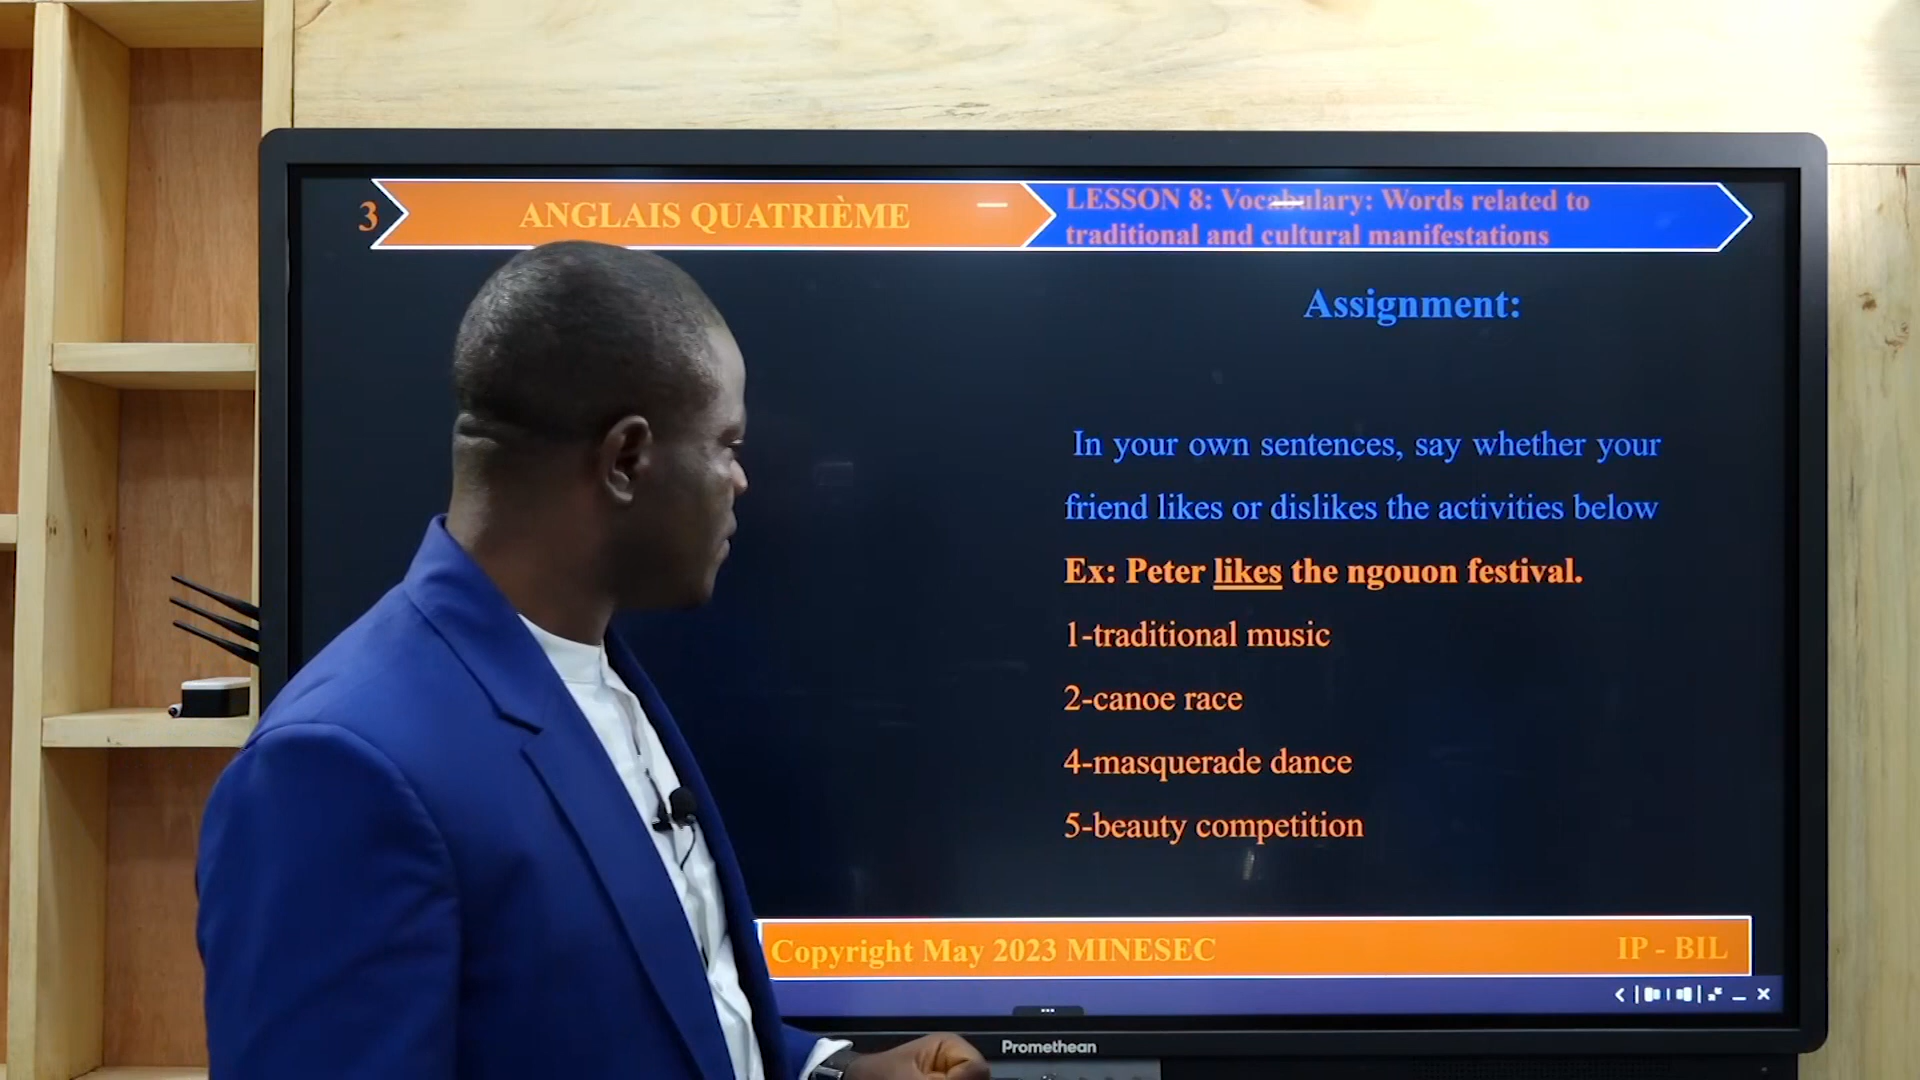 3
ANGLAIS QUATRIÈME
LESSON 8: Vocabulary: Words related to
traditional and cultural manifestations
Assignment:
In your own sentences, say whether your
friend likes or dislikes the activities below
Ex: Peter likes the ngouon festival.
1-traditional music
2-canoe race
4-masquerade dance
5-beauty competition
Copyright May 2023 MINESEC
IP - BIL
Promethean